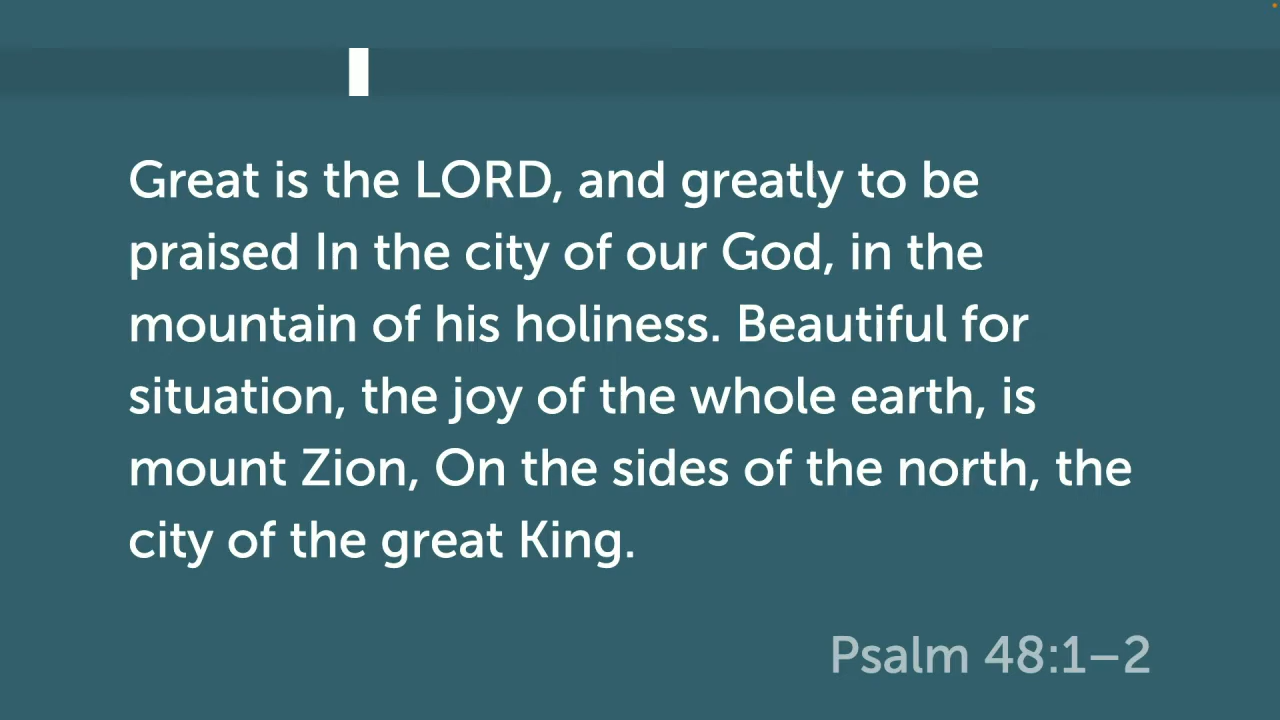 Great is the LORD, and greatly to be
praised In the city of our God, in the
mountain of his holiness. Beautiful for
situation, the joy of the whole earth, is
mount Zion, On the sides of the north, the
city of the great King.
Psalm 48:1–2